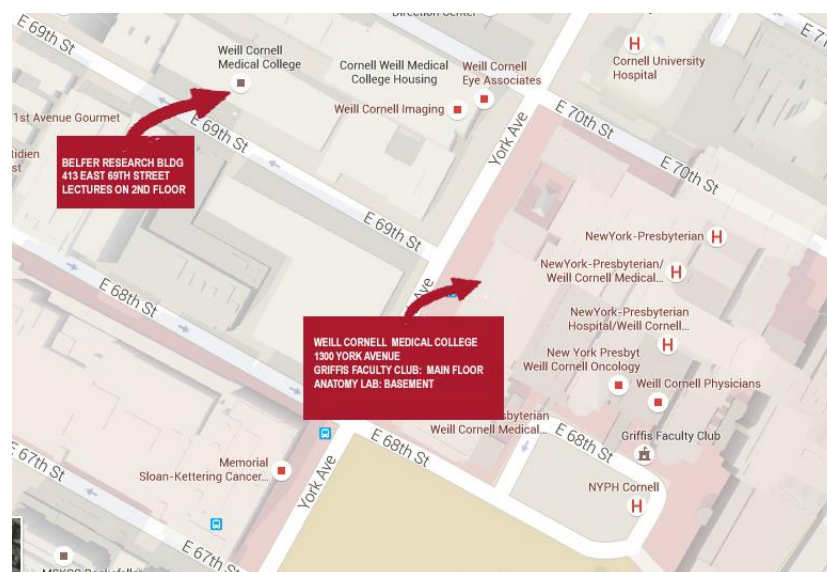 Direction Center
E 69th St
E 71
Weill Cornell
Medical College
Cornell Weill Medical
College Housing
Weill Cornell
Eye Associates
H
Cornell University
Hospital
Weill Cornell Imaging
1st Avenue Gourmet
E 69th St
E 70th St
York Ave
E 70th St
BELFER RESEARCH BLDG
413 EAST 69TH STREET
LECTURES ON 2ND FLOOR
E 69th St
NewYork-Presbyterian H
NewYork-Presbyterian/
Weill Cornell Medical...
H
E 68th St
NewYork-Presbyterian
Hospital/Weill Cornell...
H
WEILL CORNELL MEDICAL COLLEGE
1300 YORK AVENUE
GRIFFIS FACULTY CLUB: MAIN FLOOR
ANATOMY LAB: BASEMENT
New York Presbyt
Weill Cornell Oncology
Weill Cornell Physicians
Weill Cornell Medical...
E 68th St
E 68th St
Griffis Faculty Club
E 67th St
Memorial
Sloan-Kettering Cancer...
York Ave
NYPH Cornell
H
E 67th St